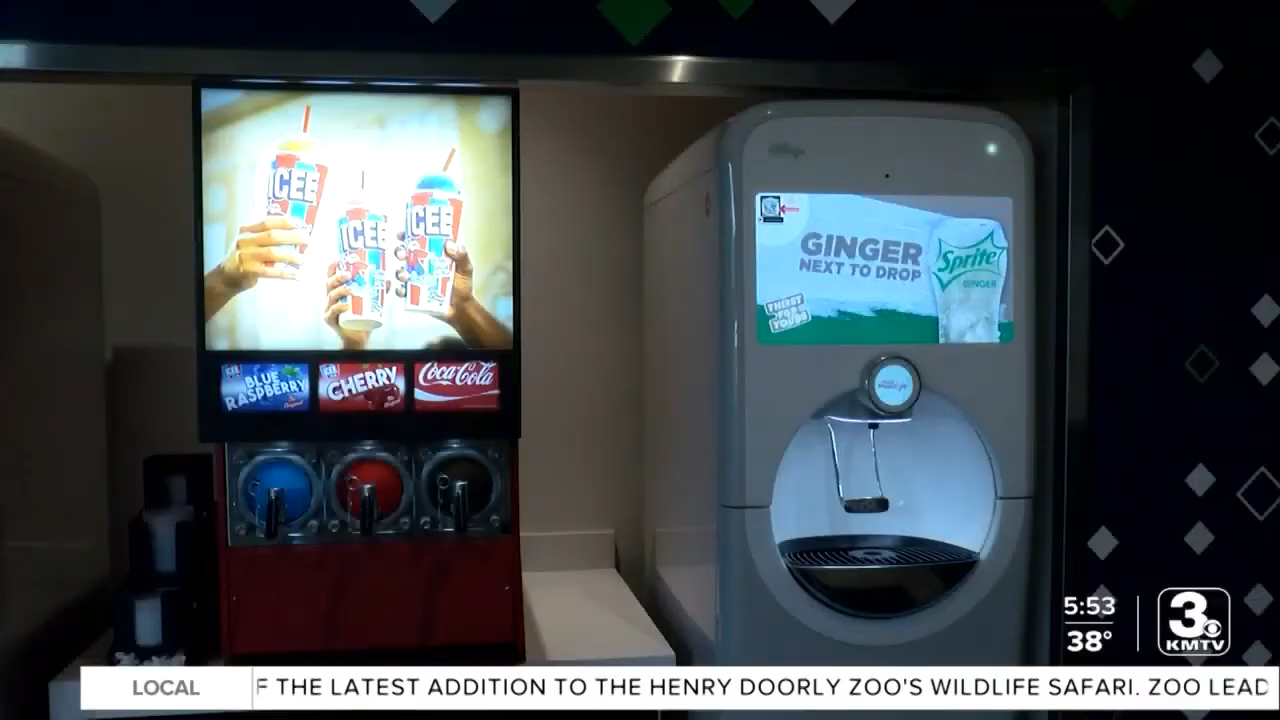 ICEE
ICEE
ICEE
BLUE
RASPBERRY
CHERRY
Coca-Cola
GINGER
NEXT TO DROP
Sprite
GINGER
THIRST
FOR
YOURS
5:53
38°
3
KMTV
LOCAL
F THE LATEST ADDITION TO THE HENRY DOORLY ZOO'S WILDLIFE SAFARI. ZOO LEAD